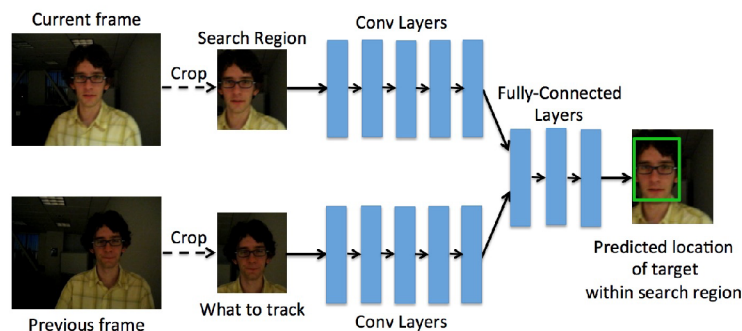 Current frame
Crop
Search Region
Conv Layers
Fully-Connected
Layers
Previous frame
Crop
What to track
Conv Layers
Predicted location
of target
within search region